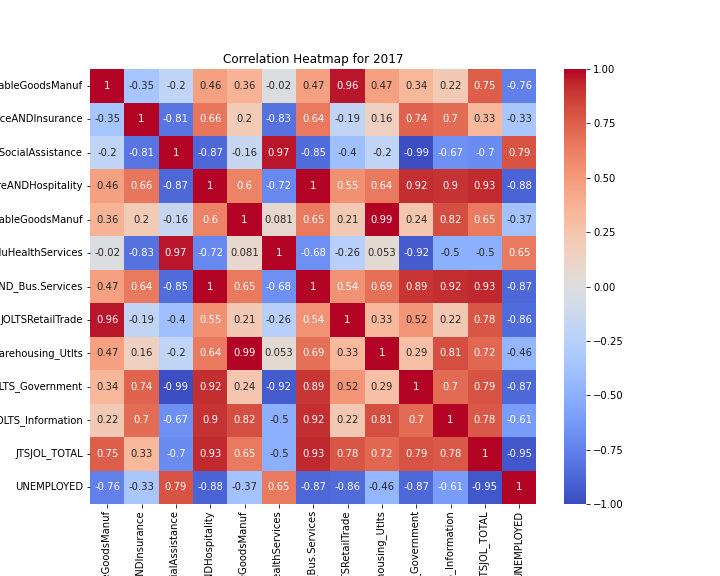 Correlation Heatmap for 2017
ableGoodsManuf 1 -0.35 -0.2 0.46 0.36 -0.02 0.47 0.96 0.47 0.34 0.22 0.75 -0.76
ceANDInsurance -0.35 1 -0.81 0.66 0.2 -0.83 0.64 -0.19 0.16 0.74 0.7 0.33 -0.33
SocialAssistance -0.2 -0.81 1 -0.87 -0.16 0.97 -0.85 -0.4 -0.2 -0.99 -0.67 -0.7 0.79
reANDHospitality 0.46 0.66 -0.87 1 0.6 -0.72 1 0.55 0.64 0.92 0.9 0.93 -0.88
ableGoodsManuf 0.36 0.2 -0.16 0.6 1 0.081 0.65 0.21 0.99 0.24 0.82 0.65 -0.37
duHealthServices -0.02 -0.83 0.97 -0.72 0.081 1 -0.68 -0.26 0.053 -0.92 -0.5 -0.5 0.65
ND_Bus.Services 0.47 0.64 -0.85 1 0.65 -0.68 1 0.54 0.69 0.89 0.92 0.93 -0.87
JOLTSRetailTrade 0.96 -0.19 -0.4 0.55 0.21 -0.26 0.54 1 0.33 0.52 0.22 0.78 -0.86
arehousing_Utlts 0.47 0.16 -0.2 0.64 0.99 0.053 0.69 0.33 1 0.29 0.81 0.72 -0.46
LTS_Government 0.34 0.74 -0.99 0.92 0.24 -0.92 0.89 0.52 0.29 1 0.7 0.79 -0.87
OLTS_Information 0.22 0.7 -0.67 0.9 0.82 -0.5 0.92 0.22 0.81 0.7 1 0.78 -0.61
JTSJOL_TOTAL 0.75 0.33 -0.7 0.93 0.65 -0.5 0.93 0.78 0.72 0.79 0.78 1 -0.95
UNEMPLOYED -0.76 -0.33 0.79 -0.88 -0.37 0.65 -0.87 -0.86 -0.46 -0.87 -0.61 -0.95 1
eGoodsManuf
NDInsurance
ialAssistance
NDHospitality
eGoodsManuf
ealthServices
Bus.Services
SRetailTrade
housing_Utlts
_Government
_Information
TSJOL_TOTAL
UNEMPLOYED
1.00
0.75
0.50
0.25
0.00
−0.25
−0.50
−0.75
−1.00